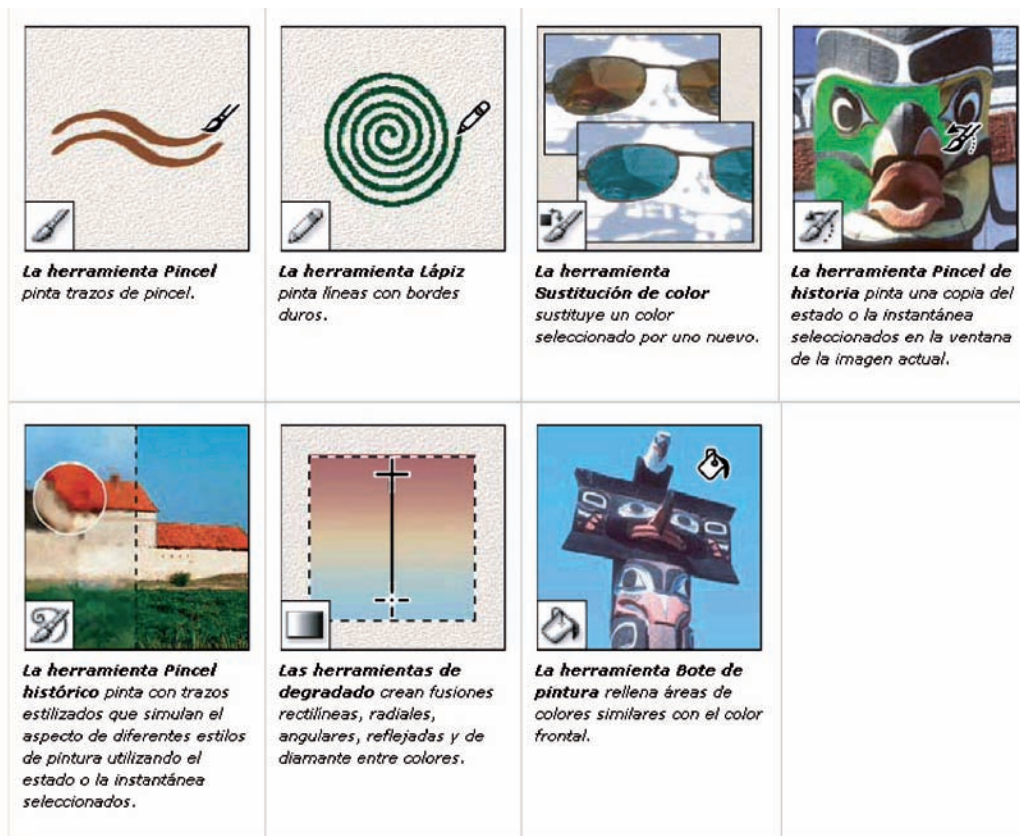 La herramienta Pincel
pinta trazos de pincel.
La herramienta Lápiz
pinta líneas con bordes
duros.
La herramienta
Sustitución de color
sustituye un color
seleccionado por uno nuevo.
La herramienta Pincel de
historia pinta una copia del
estado o la instantánea
seleccionados en la ventana
de la imagen actual.
La herramienta Pincel
histórico pinta con trazos
estilizados que simulan el
aspecto de diferentes estilos
de pintura utilizando el
estado o la instantánea
seleccionados.
Las herramientas de
degradado crean fusiones
rectilíneas, radiales,
angulares, reflejadas y de
diamante entre colores.
La herramienta Bote de
pintura rellena áreas de
colores similares con el color
frontal.